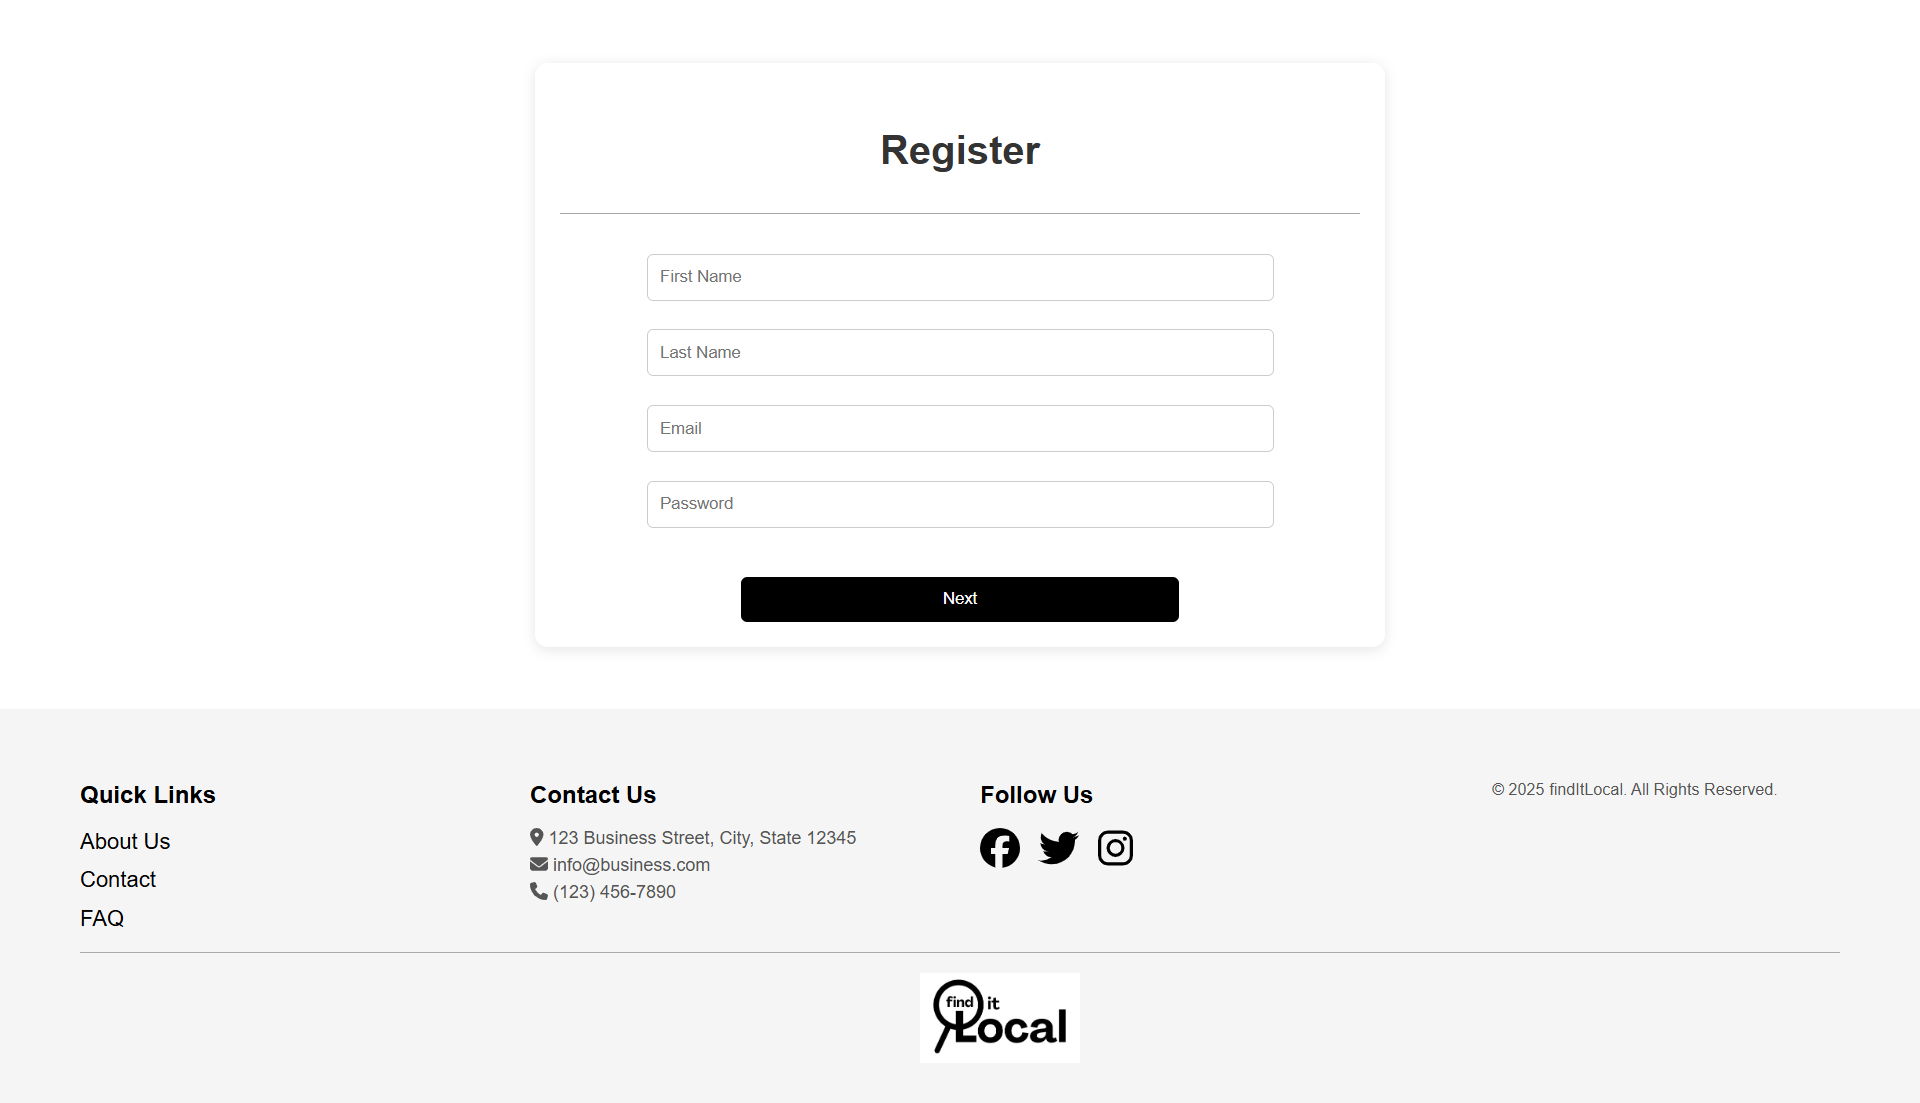 Register
First Name
Last Name
Email
Password
Next
Quick Links
About Us
Contact
FAQ
Contact Us
123 Business Street, City, State 12345
info@business.com
(123) 456-7890
Follow Us
© 2025 findItLocal. All Rights Reserved.
find it
Local